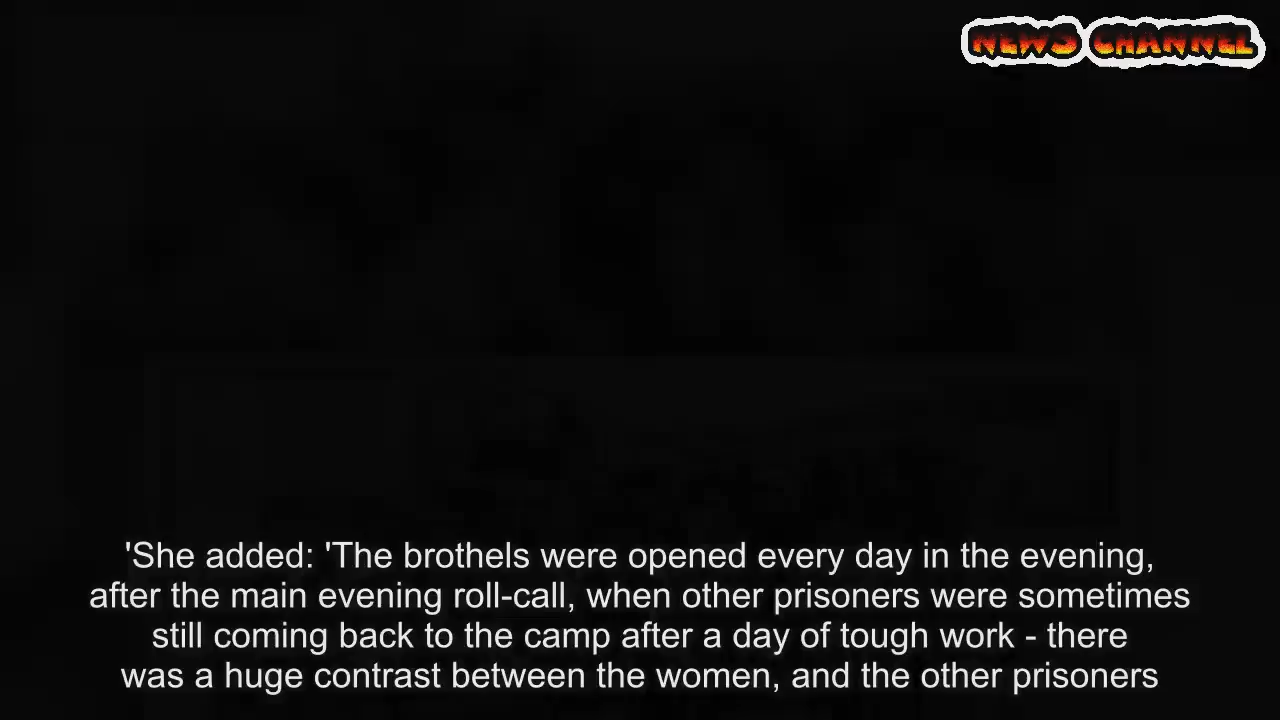 NEWS CHANNEL
'She added: 'The brothels were opened every day in the evening,
after the main evening roll-call, when other prisoners were sometimes
still coming back to the camp after a day of tough work - there
was a huge contrast between the women, and the other prisoners